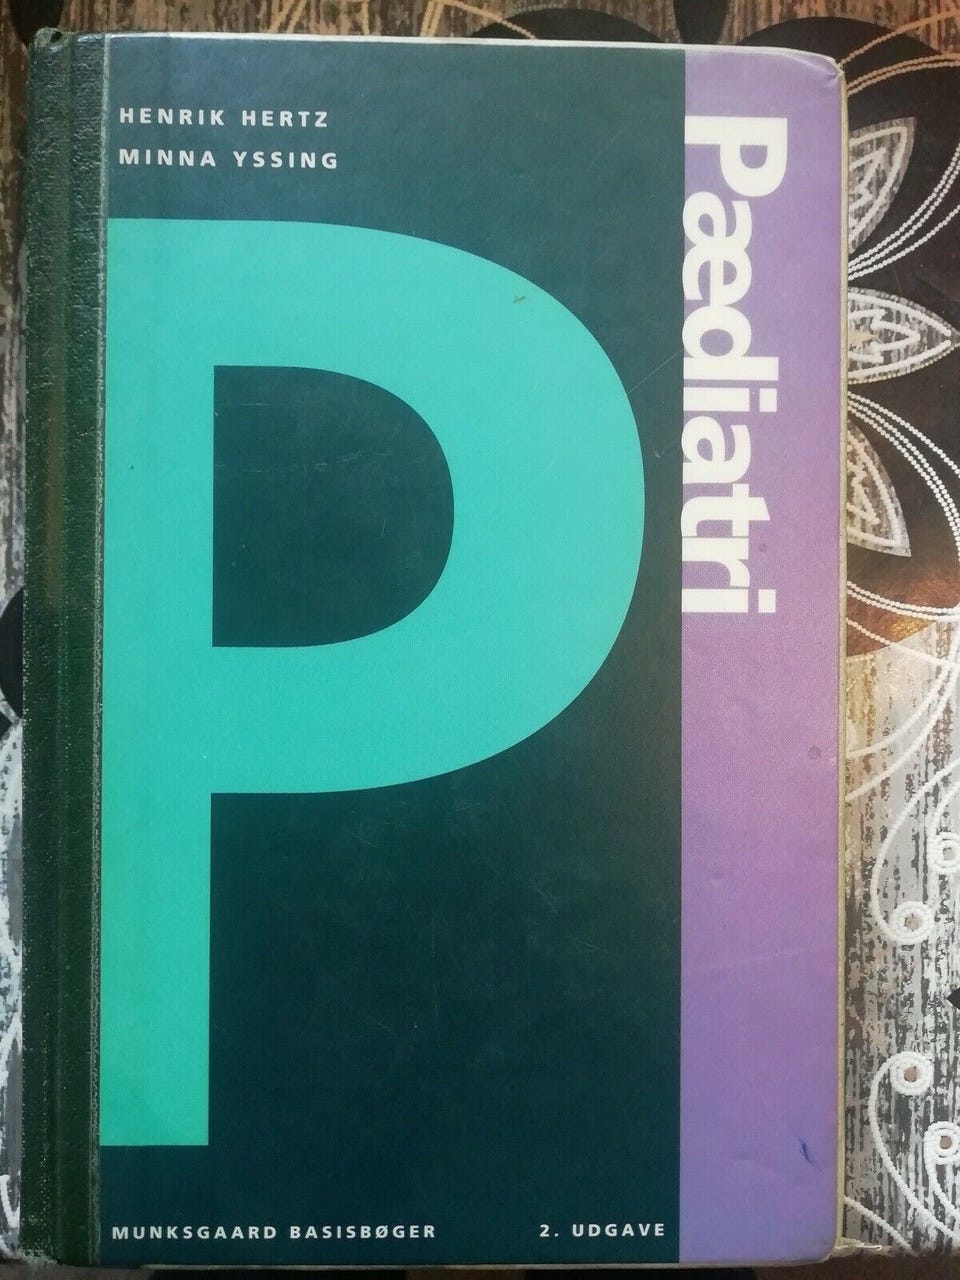 HENRIK HERTZ
MINNA YSSING
P
Pædiatri
MUNKSGAARD BASISBØGER
2. UDGAVE